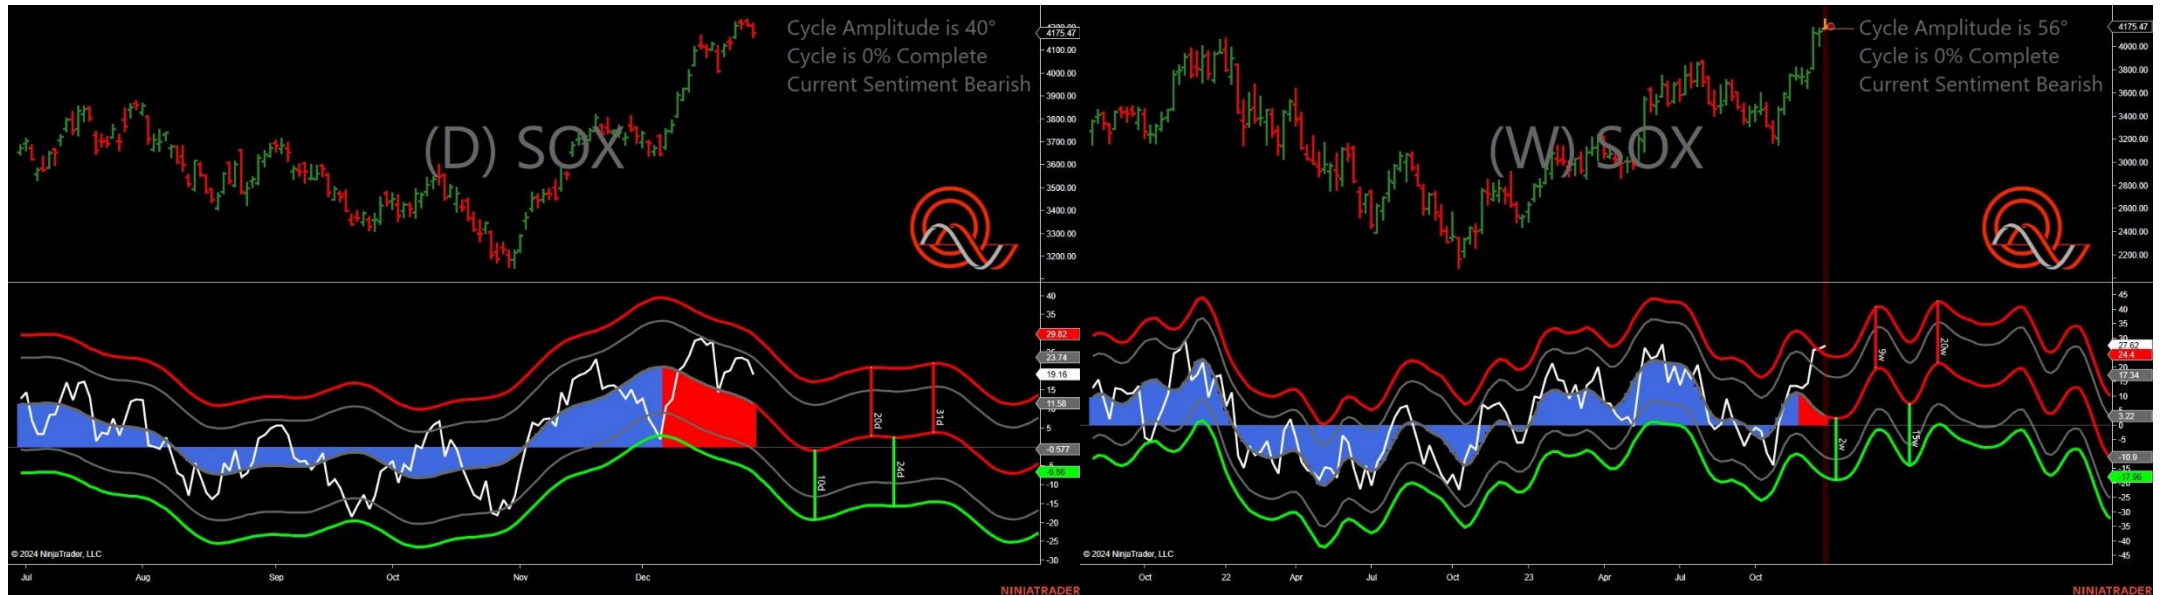 Cycle Amplitude is 40°
Cycle is 0% Complete
Current Sentiment Bearish
(D) SOX
4175.47
4100.00
4000.00
3900.00
3800.00
3700.00
3600.00
3500.00
3400.00
3300.00
3200.00
40
35
29.82
25
23.74
19.16
15
11.58
5
-0.577
-6.66
-10
-15
-20
-25
-30
20d
31d
10d
24d
© 2024 NinjaTrader, LLC
Jul Aug Sep Oct Nov Dec
NINJATRADER
Cycle Amplitude is 56°
Cycle is 0% Complete
Current Sentiment Bearish
(W) SOX
4175.47
4000.00
3800.00
3600.00
3400.00
3200.00
3000.00
2800.00
2600.00
2400.00
2200.00
45
40
35
30
27.62
24.4
20
17.34
10
5
3.22
0
-5
-10.9
-15
-17.96
-25
-30
-35
-40
-45
9w
20w
2w
15w
© 2024 NinjaTrader, LLC
Oct 22 Apr Jul Oct 23 Apr Jul Oct
NINJATRADER